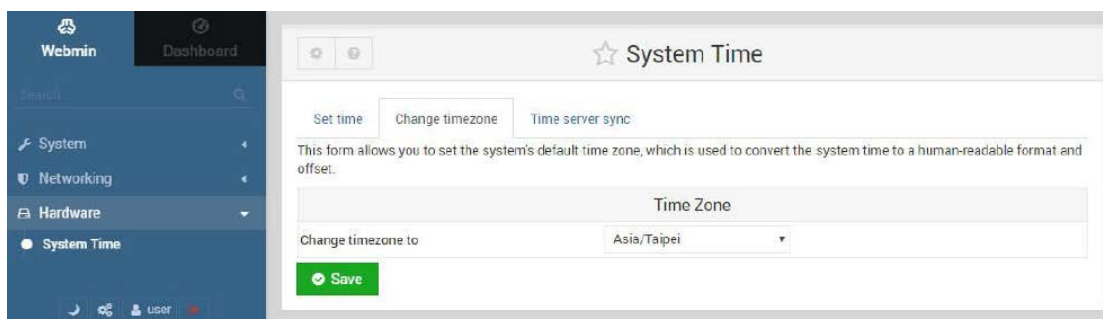 Webmin
Dashboard
Search
System
Networking
Hardware
System Time
user
System Time
Set time
Change timezone
Time server sync
This form allows you to set the system's default time zone, which is used to convert the system time to a human-readable format and
offset.
Time Zone
Change timezone to
Asia/Taipei
Save